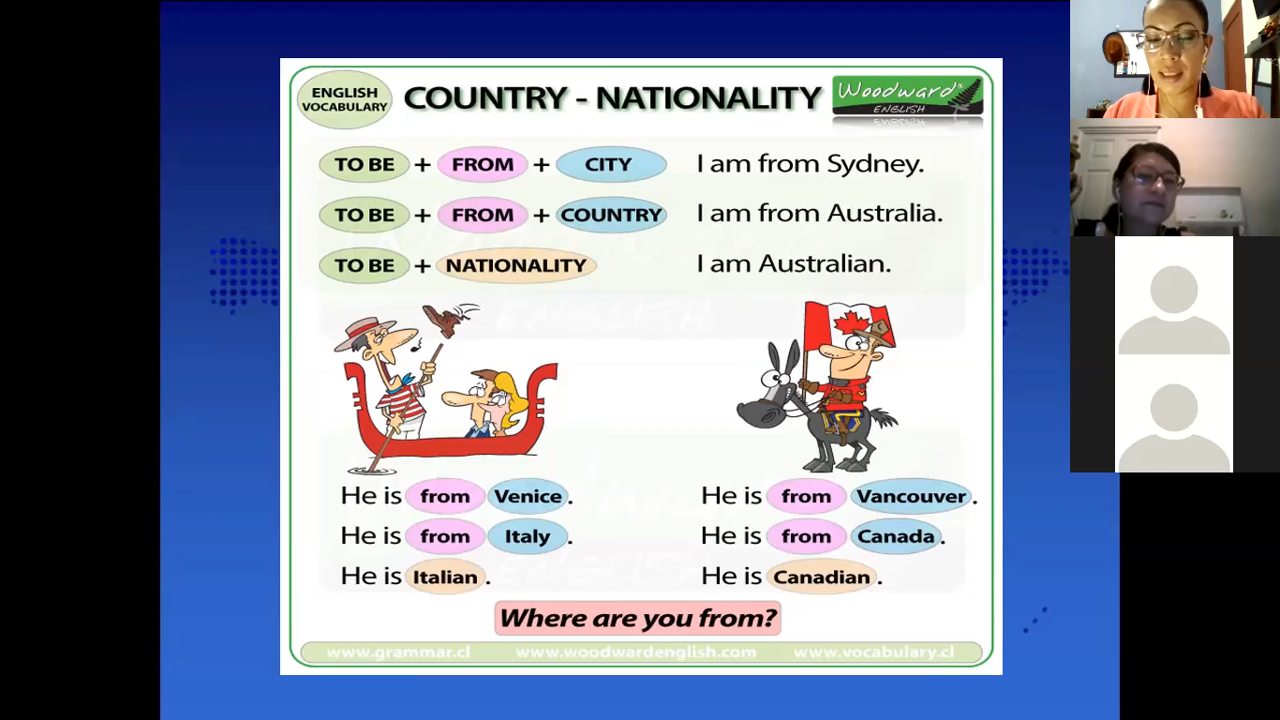 ENGLISH
VOCABULARY
COUNTRY - NATIONALITY
Woodward®
ENGLISH
TO BE + FROM + CITY I am from Sydney.
TO BE + FROM + COUNTRY I am from Australia.
TO BE + NATIONALITY I am Australian.
He is from Venice.
He is from Italy.
He is Italian.
He is from Vancouver.
He is from Canada.
He is Canadian.
Where are you from?
www.grammar.cl www.woodwardenglish.com www.vocabulary.cl